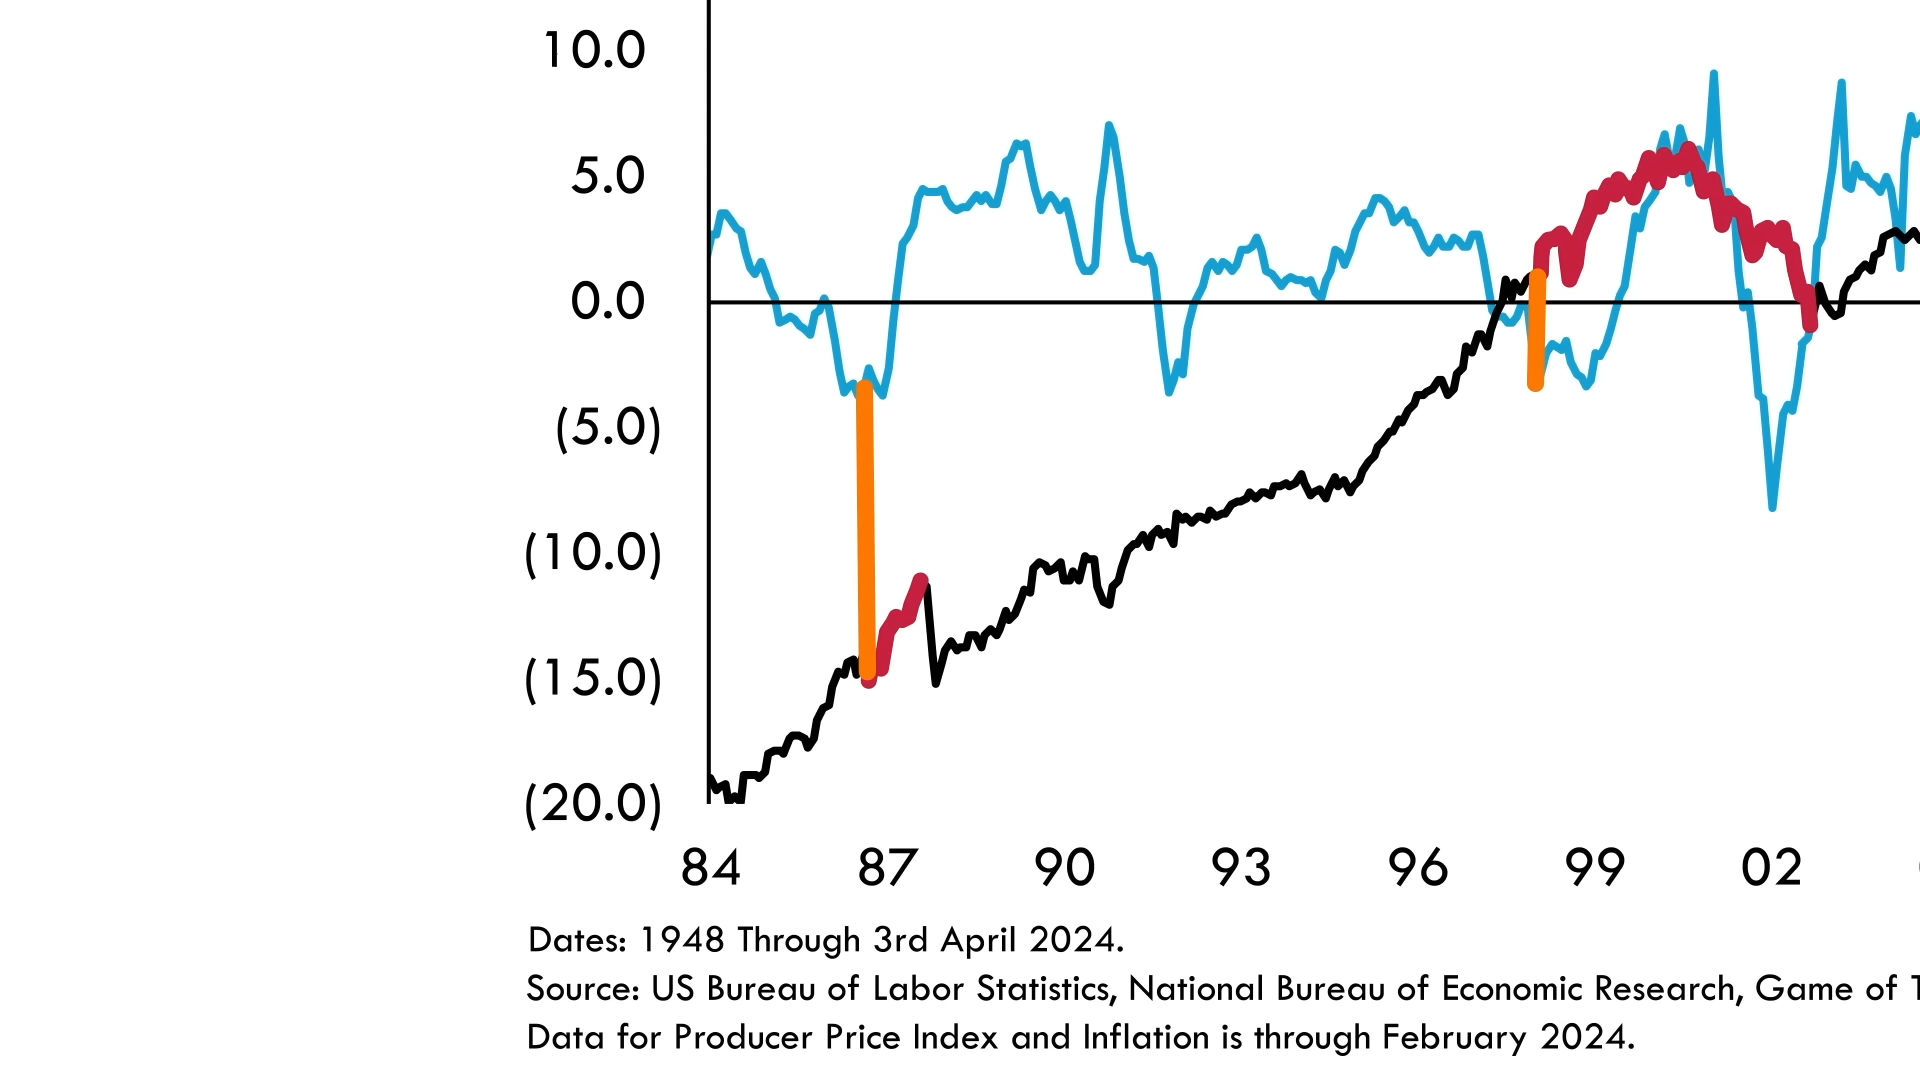 10.0
5.0
0.0
(5.0)
(10.0)
(15.0)
(20.0)
84 87 90 93 96 99 02
Dates: 1948 Through 3rd April 2024.
Source: US Bureau of Labor Statistics, National Bureau of Economic Research, Game of
Data for Producer Price Index and Inflation is through February 2024.